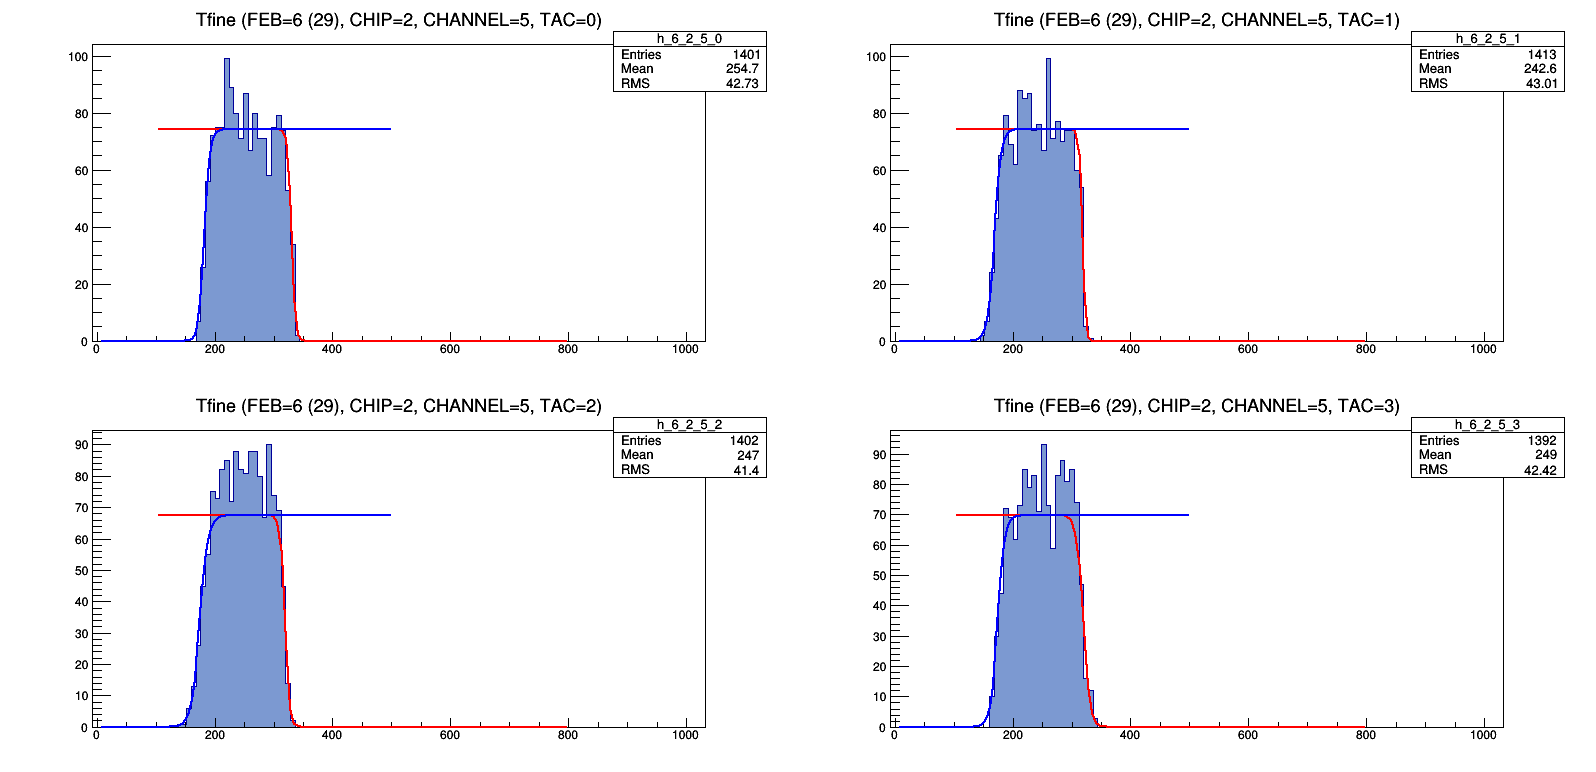 Tfine (FEB=6 (29), CHIP=2, CHANNEL=5, TAC=0)
h_6_2_5_0
Entries 1401
Mean 254.7
RMS 42.73
100
80
60
40
20
0
0 200 400 600 800 1000
Tfine (FEB=6 (29), CHIP=2, CHANNEL=5, TAC=1)
h_6_2_5_1
Entries 1413
Mean 242.6
RMS 43.01
100
80
60
40
20
0
0 200 400 600 800 1000
Tfine (FEB=6 (29), CHIP=2, CHANNEL=5, TAC=2)
h_6_2_5_2
Entries 1402
Mean 247
RMS 41.4
90
80
70
60
50
40
30
20
10
0
0 200 400 600 800 1000
Tfine (FEB=6 (29), CHIP=2, CHANNEL=5, TAC=3)
h_6_2_5_3
Entries 1392
Mean 249
RMS 42.42
90
80
70
60
50
40
30
20
10
0
0 200 400 600 800 1000